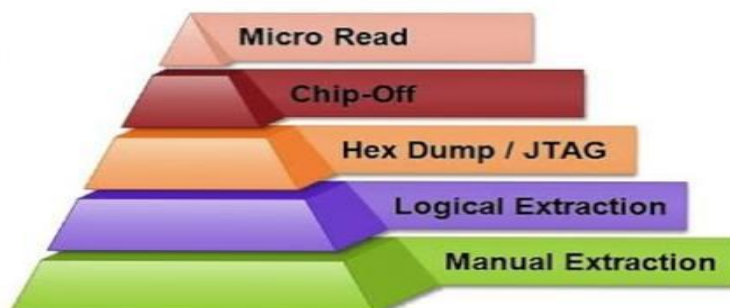 Micro Read
Chip-Off
Hex Dump / JTAG
Logical Extraction
Manual Extraction